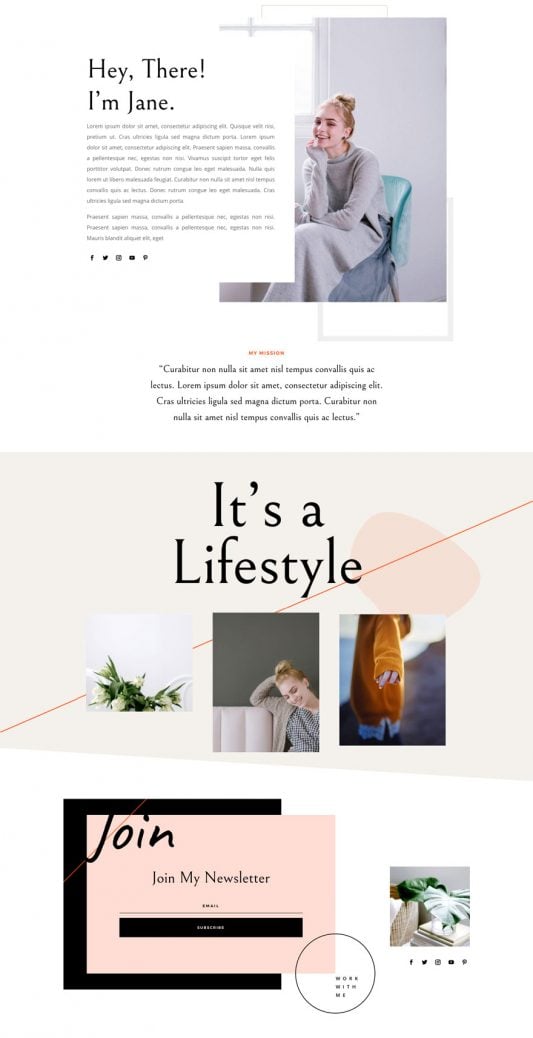 Hey, There!
I'm Jane.
Lorem ipsum dolor sit amet, consectetur adipiscing elit. Quisque velit nisi,
pretium ut. Cras ultricies ligula sed magna dictum porta. Lorem ipsum
dolor sit amet, consectetur adipiscing elit. Praesent sapien massa, convallis
a pellentesque nec, egestas non nisi. Vivamus suscipit tortor eget felis
porttitor volutpat. Donec rutrum congue leo eget malesuada. Nulla quis
lorem ut libero malesuada feugiat. Curabitur non nulla sit amet nisl tempus
convallis quis ac lectus. Donec rutrum congue leo eget malesuada. Cras
ultricies ligula sed magna dictum porta.
Praesent sapien massa, convallis a pellentesque nec, egestas non nisi.
Praesent sapien massa, convallis a pellentesque nec, egestas non nisi.
Mauris blandit aliquet elit, eget
MY MISSION
“Curabitur non nulla sit amet nisl tempus convallis quis ac
lectus. Lorem ipsum dolor sit amet, consectetur adipiscing elit.
Cras ultricies ligula sed magna dictum porta. Curabitur non
nulla sit amet nisl tempus convallis quis ac lectus.”
It's a
Lifestyle
Join
Join My Newsletter
EMAIL
SUBSCRIBE
WORK
WITH
ME